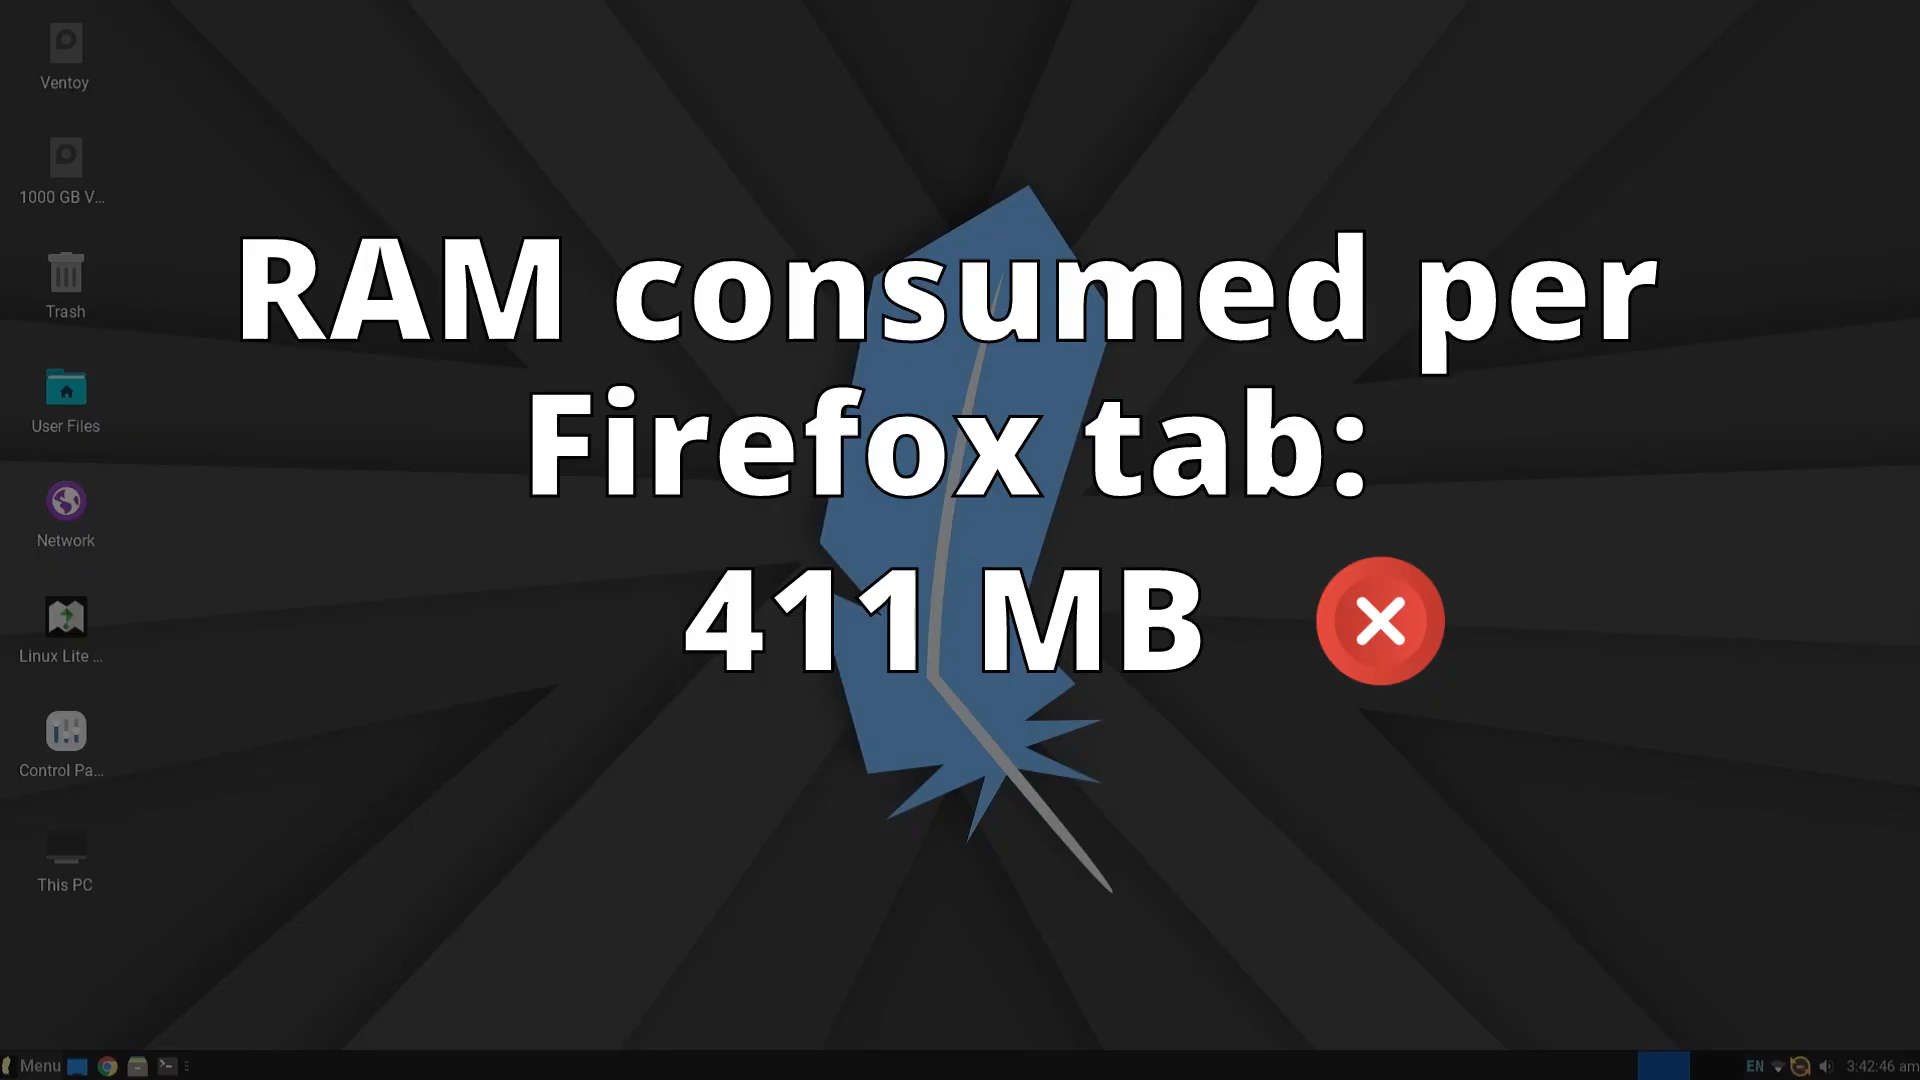 Ventoy
1000 GB V...
Trash
User Files
Network
Linux Lite ...
Control Pa...
This PC
RAM consumed per
Firefox tab:
411 MB
Menu
EN
3:42:46 am